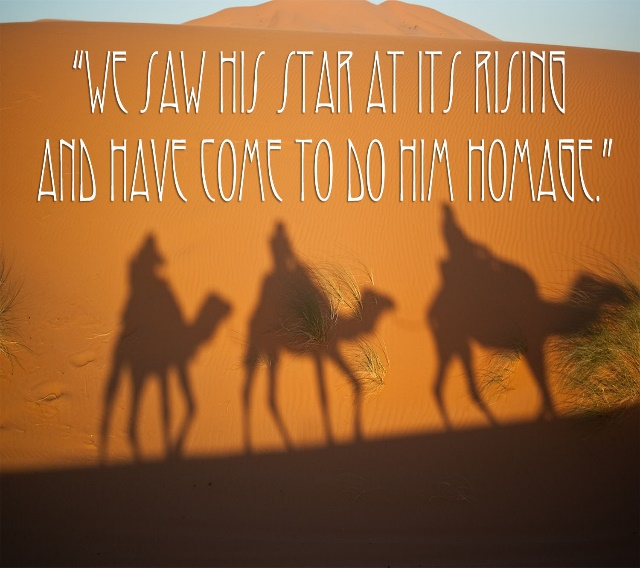 “WE SAW HIS STAR AT ITS RISING
AND HAVE COME TO DO HIM HOMAGE.”